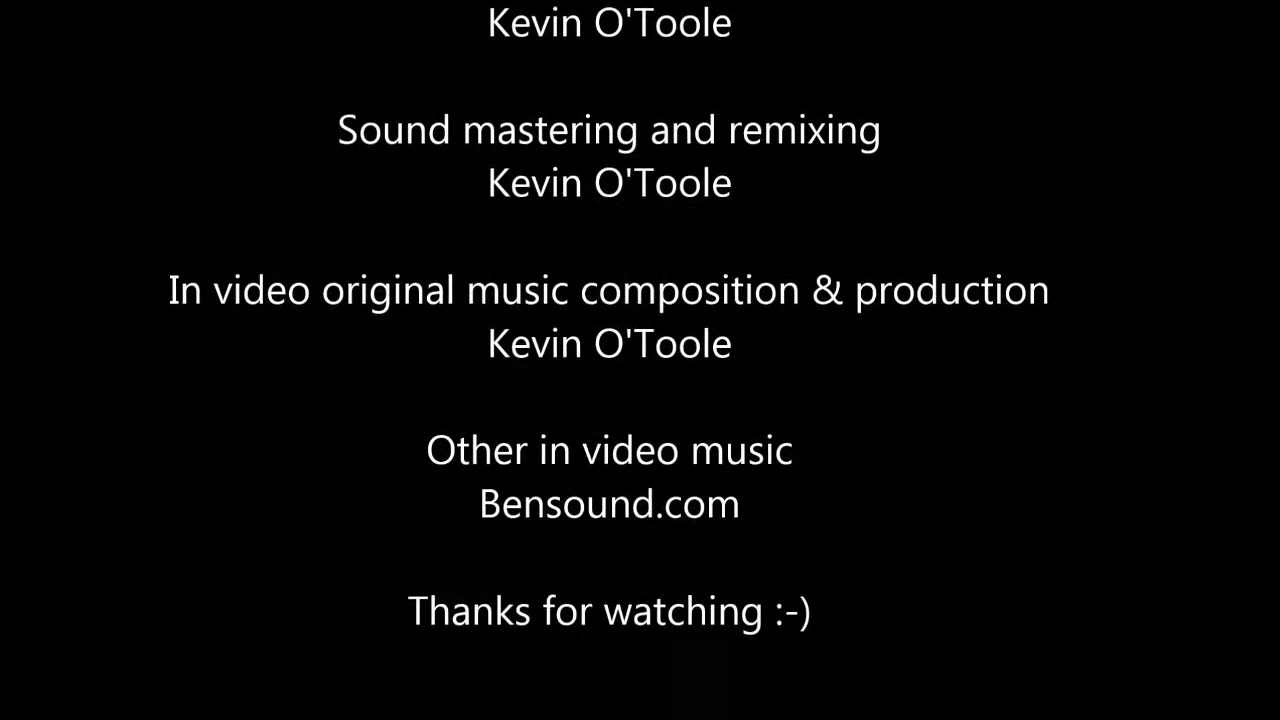 Kevin O'Toole
Sound mastering and remixing
Kevin O'Toole
In video original music composition & production
Kevin O'Toole
Other in video music
Bensound.com
Thanks for watching :-)